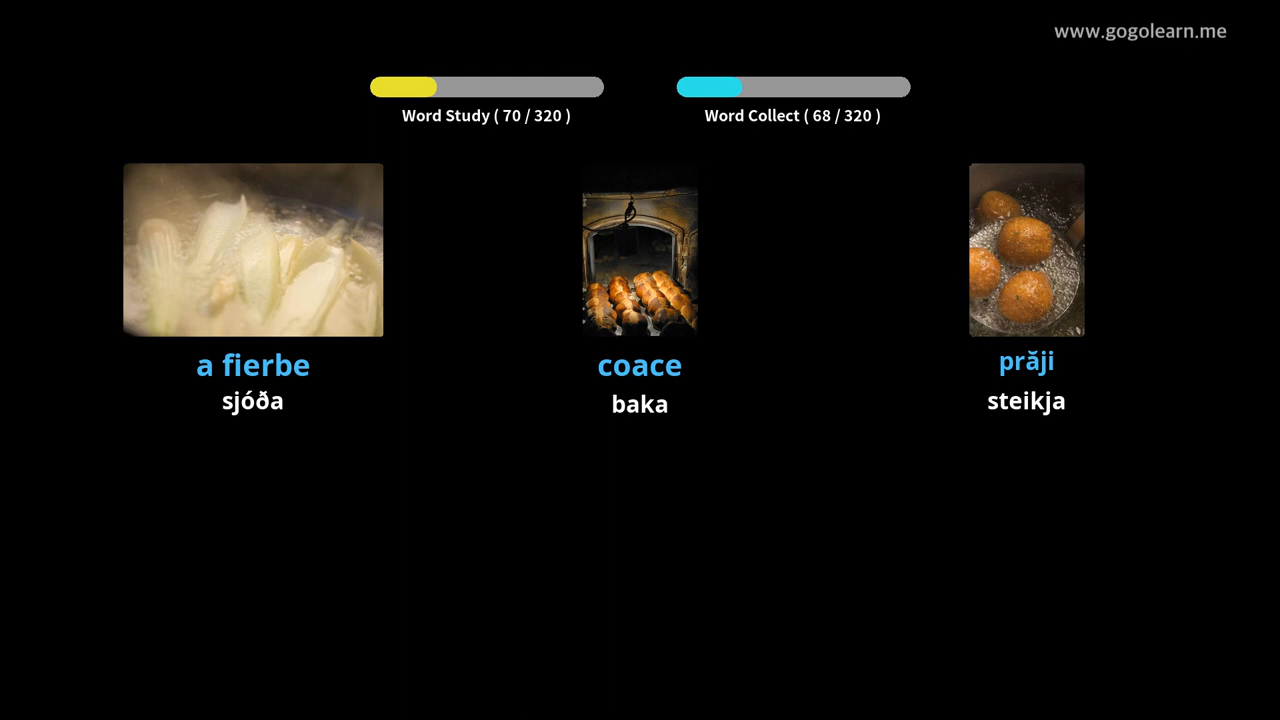 www.gogolearn.me
Word Study ( 70 / 320 )
Word Collect ( 68 / 320 )
a fierbe
sjóða
coace
baka
prăji
steikja